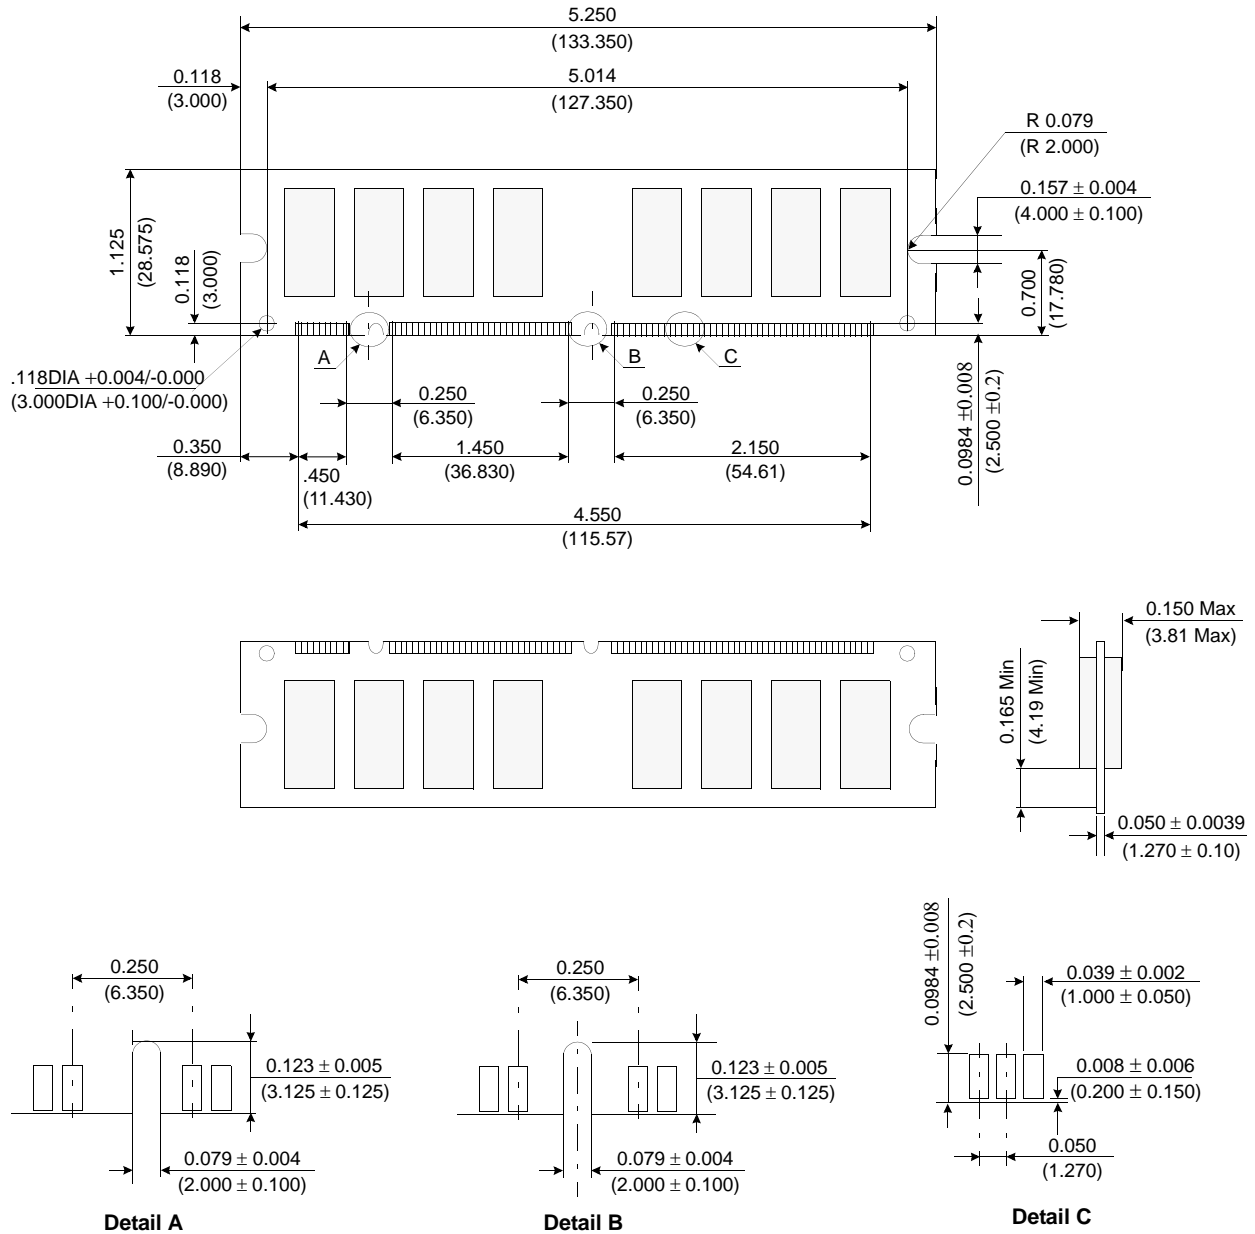 5.250
(133.350)
0.118
(3.000)
5.014
(127.350)
R 0.079
(R 2.000)
0.157 ± 0.004
(4.000 ± 0.100)
1.125
(28.575)
0.118
(3.000)
0.700
(17.780)
A
B
C
.118DIA +0.004/-0.000
(3.000DIA +0.100/-0.000)
0.250
(6.350)
0.250
(6.350)
0.0984 ±0.008
(2.500 ±0.2)
0.350
(8.890)
.450
(11.430)
1.450
(36.830)
2.150
(54.61)
4.550
(115.57)
0.150 Max
(3.81 Max)
0.165 Min
(4.19 Min)
0.050 ± 0.0039
(1.270 ± 0.10)
0.250
(6.350)
0.123 ± 0.005
(3.125 ± 0.125)
0.079 ± 0.004
(2.000 ± 0.100)
Detail A
0.250
(6.350)
0.123 ± 0.005
(3.125 ± 0.125)
0.079 ± 0.004
(2.000 ± 0.100)
Detail B
0.0984 ±0.008
(2.500 ±0.2)
0.039 ± 0.002
(1.000 ± 0.050)
0.008 ± 0.006
(0.200 ± 0.150)
0.050
(1.270)
Detail C